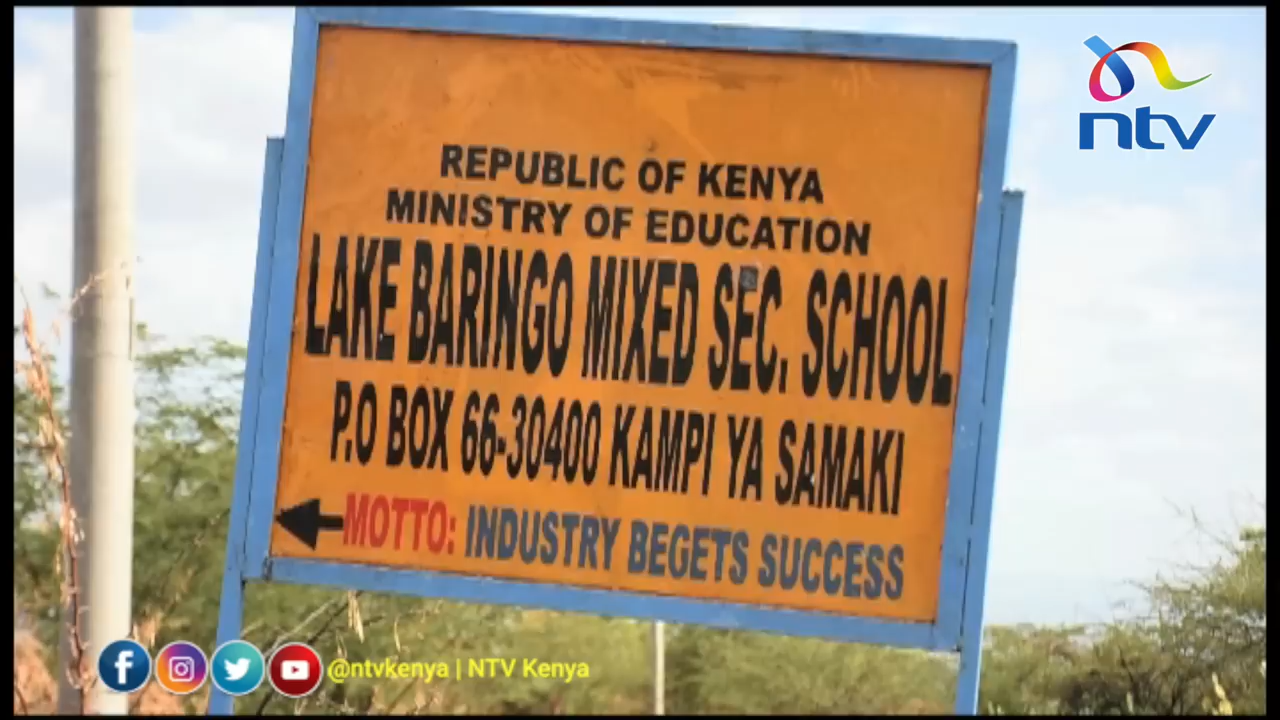 ntv
REPUBLIC OF KENYA
MINISTRY OF EDUCATION
LAKE BARINGO MIXED SEC. SCHOOL
P.O BOX 66-30400 KAMPI YA SAMAKI
MOTTO: INDUSTRY BEGETS SUCCESS
@ntvkenya | NTV Kenya